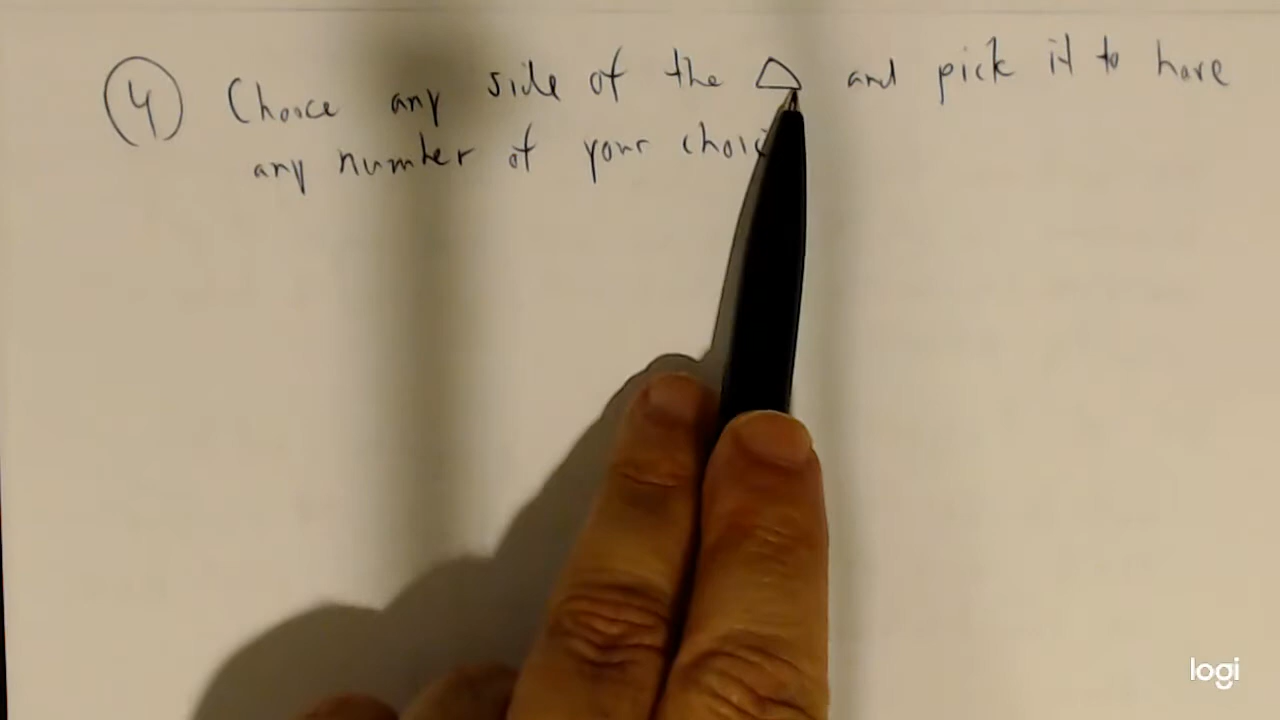 ④ Choose any side of the △ and pick it to have
any number of your
logi